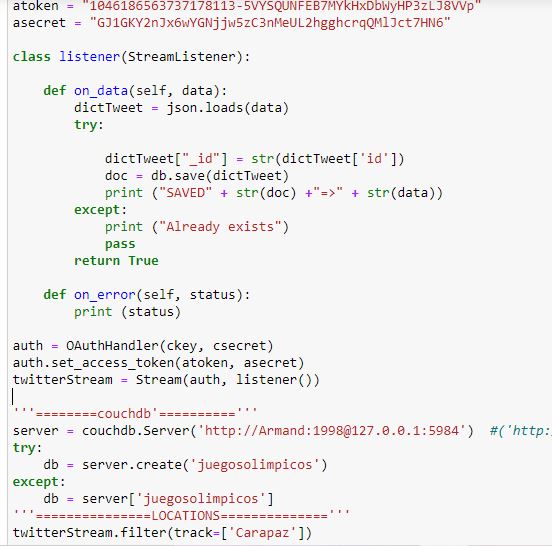 atoken = "1046186563737178113-5VYSQUNFEB7MYkHxDbWyHP3zLJ8VVp"
asecret = "GJ1GKY2nJx6wYGNjjw5zC3nMeUL2hgghcrqQMlJct7HN6"
class listener(StreamListener):
def on_data(self, data):
dictTweet = json.loads(data)
try:
dictTweet["_id"] = str(dictTweet['id'])
doc = db.save(dictTweet)
print ("SAVED" + str(doc) +"=>" + str(data))
except:
print ("Already exists")
pass
return True
def on_error(self, status):
print (status)
auth = OAuthHandler(ckey, csecret)
auth.set_access_token(atoken, asecret)
twitterStream = Stream(auth, listener())
'''========couchdb'=========='''
server = couchdb.Server('http://Armand:1998@127.0.0.1:5984') #('http:
try:
db = server.create('juegosolimpicos')
except:
db = server['juegosolimpicos']
'''===============LOCATIONS=============='''
twitterStream.filter(track=['Carapaz'])